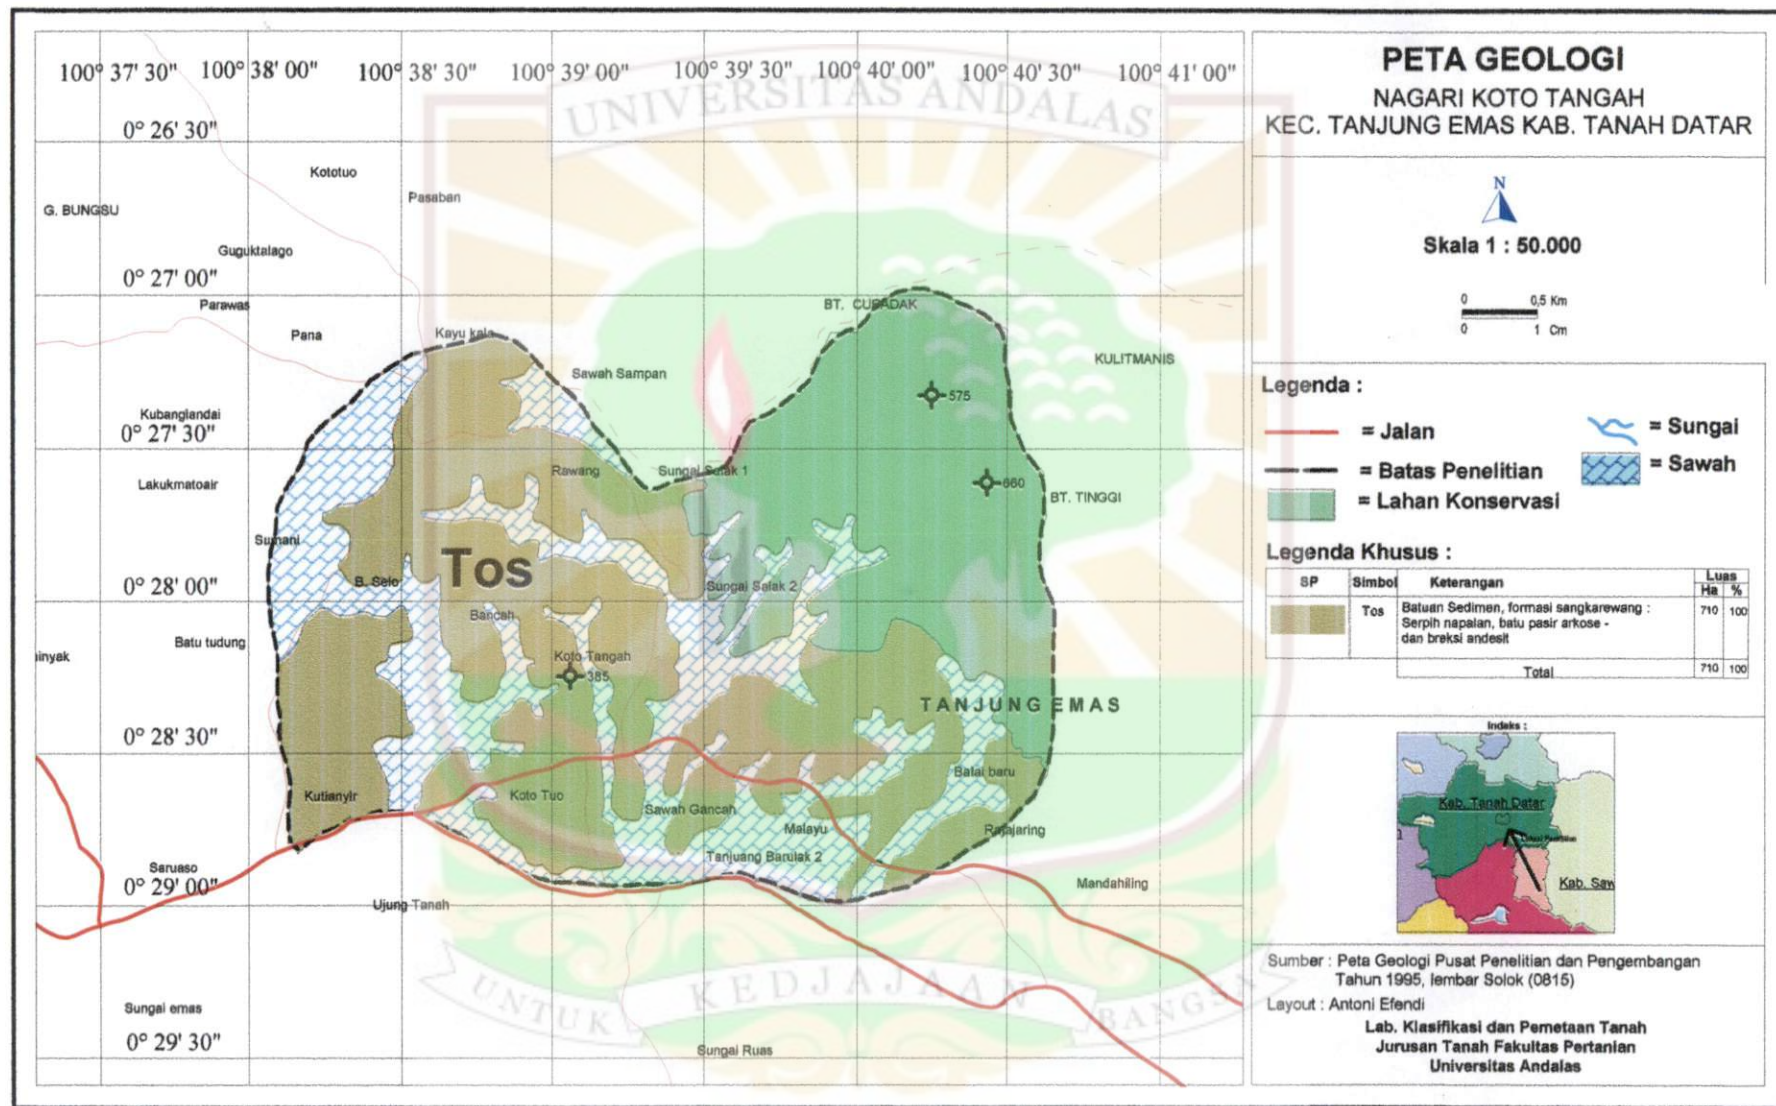 100° 37' 30" 100° 38' 00" 100° 38' 30" 100° 39' 00" 100° 39' 30" 100° 40' 00" 100° 40' 30" 100° 41' 00"
UNIVERSITAS ANDALAS
0° 26' 30"
Kototuo
Pasaban
G. BUNGSU
Guguktalago
0° 27' 00"
Parawas
BT. CUBADAK
Pana
Kayu kalo
KULITMANIS
Sawah Sampan
575
Kubanglandai
0° 27' 30"
Rawang
Sungai Salak 1
Lakukmatoair
660
BT. TINGGI
Sumani
Tos
B. Selo
0° 28' 00"
Sungai Salak 2
Bancah
Batu tudung
inyak
Koto Tangah
385
TANJUNG EMAS
0° 28' 30"
Balai baru
Kutianyir
Koto Tuo
Sawah Gancah
Malayu
Rajajaring
Tanjuang Barulak 2
Saruaso
0° 29' 00"
Mandahiling
Ujung Tanah
UNTUK KEDJAJAAN BANGSA
Sungai emas
0° 29' 30"
Sungai Ruas
PETA GEOLOGI
NAGARI KOTO TANGAH
KEC. TANJUNG EMAS KAB. TANAH DATAR
N
Skala 1 : 50.000
0 0,5 Km
0 1 Cm
Legenda :
= Jalan
= Sungai
= Batas Penelitian
= Sawah
= Lahan Konservasi
Legenda Khusus :
SP Simbol Keterangan Luas
Ha %
Tos Batuan Sedimen, formasi sangkarewang : 710 100
Serpih napalan, batu pasir arkose -
dan breksi andesit
Total 710 100
Indeks :
Kab. Tanah Datar
Kab. Saw
Sumber : Peta Geologi Pusat Penelitian dan Pengembangan
Tahun 1995, lembar Solok (0815)
Layout : Antoni Efendi
Lab. Klasifikasi dan Pemetaan Tanah
Jurusan Tanah Fakultas Pertanian
Universitas Andalas